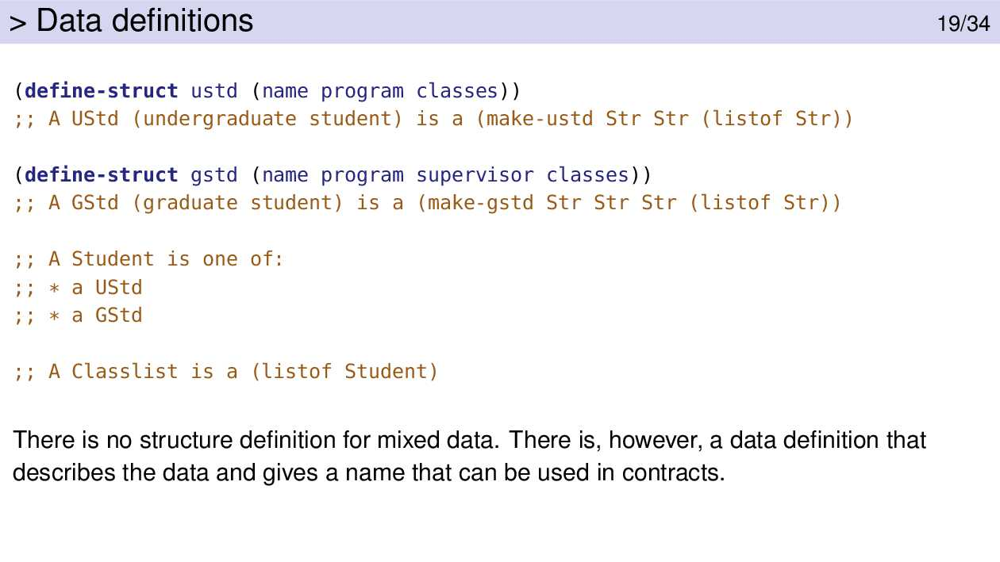 > Data definitions
19/34
(define-struct ustd (name program classes))
;; A UStd (undergraduate student) is a (make-ustd Str Str (listof Str))
(define-struct gstd (name program supervisor classes))
;; A GStd (graduate student) is a (make-gstd Str Str Str (listof Str))
;; A Student is one of:
;; * a UStd
;; * a GStd
;; A Classlist is a (listof Student)
There is no structure definition for mixed data. There is, however, a data definition that
describes the data and gives a name that can be used in contracts.